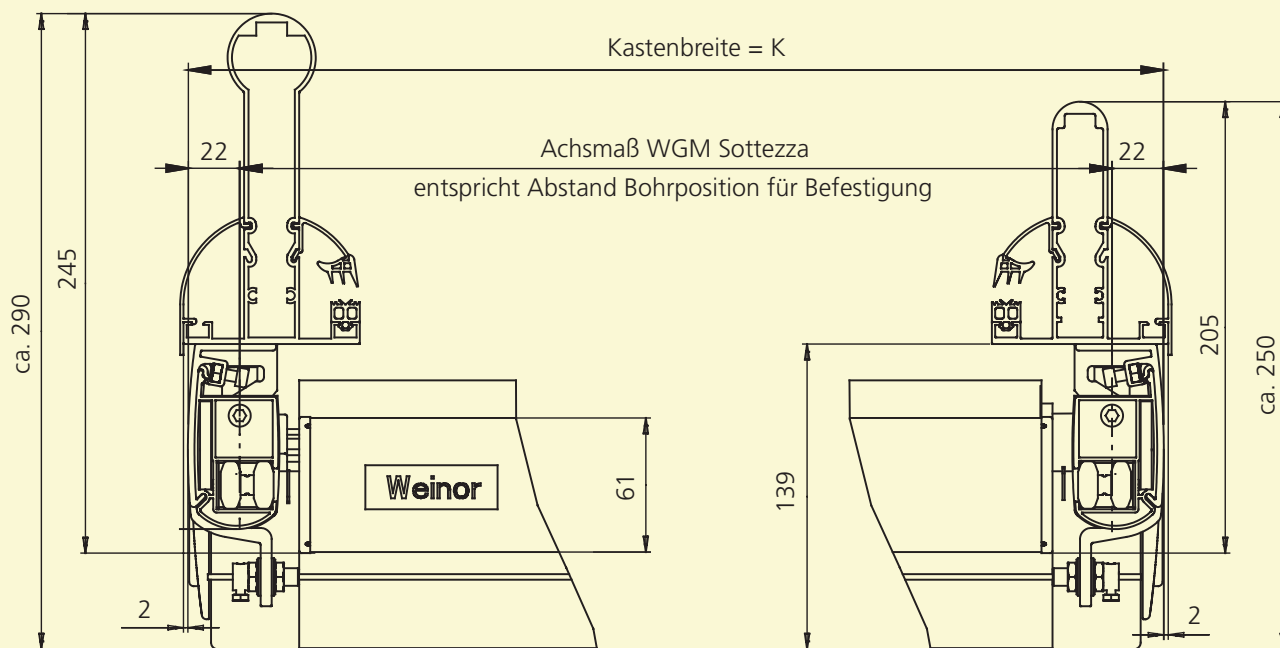 Kastenbreite = K
22
Achsmaß WGM Sottezza
22
entspricht Abstand Bohrposition für Befestigung
245
ca. 290
205
ca. 250
Weinor
61
139
2
2